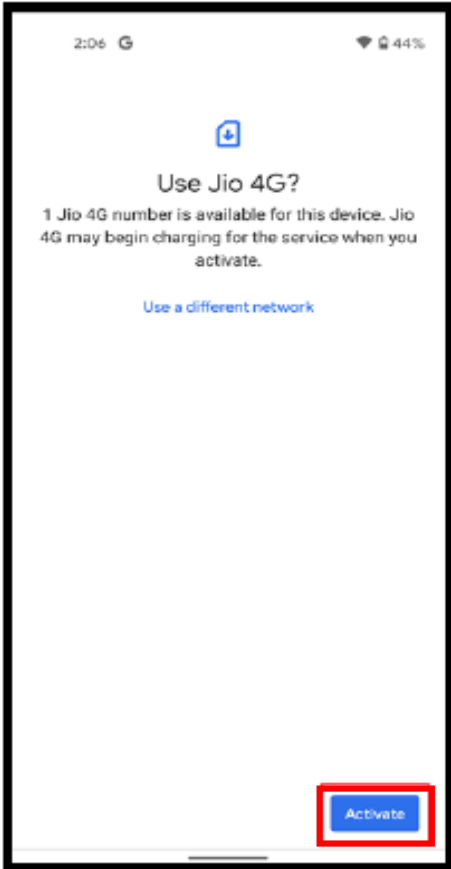 2:06 G 44%
Use Jio 4G?
1 Jio 4G number is available for this device. Jio
4G may begin charging for the service when you
activate.
Use a different network
Activate